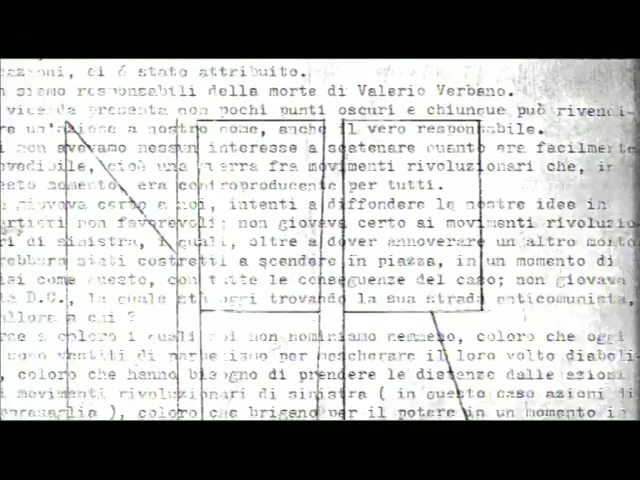 azioni, ci é stato attribuito.
siamo responsabili della morte di Valerio Verbano.
vicenda presenta non pochi punti oscuri e chiunque può rivendi-
re un'azione a nostro nome, anche il vero responsabile.
i non avevamo nessun interesse a scatenare quanto era facilmente
vedibile, cioè una guerra fra movimenti rivoluzionari che, in
esto momento, era controproducente per tutti.
giovava certo a noi, intenti a diffondere le nostre idee in
artieri non favorevoli; non giovava certo ai movimenti rivoluzio-
ri di sinistra, i quali, oltre a dover annoverare un altro morto
rebbero stati costretti a scendere in piazza, in un momento di
come questo, con tutte le conseguenze del caso; non giovava
la D.C., la quale sta oggi trovando la sua strada anticomunista,
allora a chi ?
a coloro i quali noi non nominiamo nemmeno, coloro che oggi
sono vestiti di per mascherare il loro volto diaboli-
, coloro che hanno bisogno di prendere le distanze dalle azioni
i movimenti rivoluzionari di sinistra ( in questo caso azioni di
), coloro che brigano per il potere in un momento in